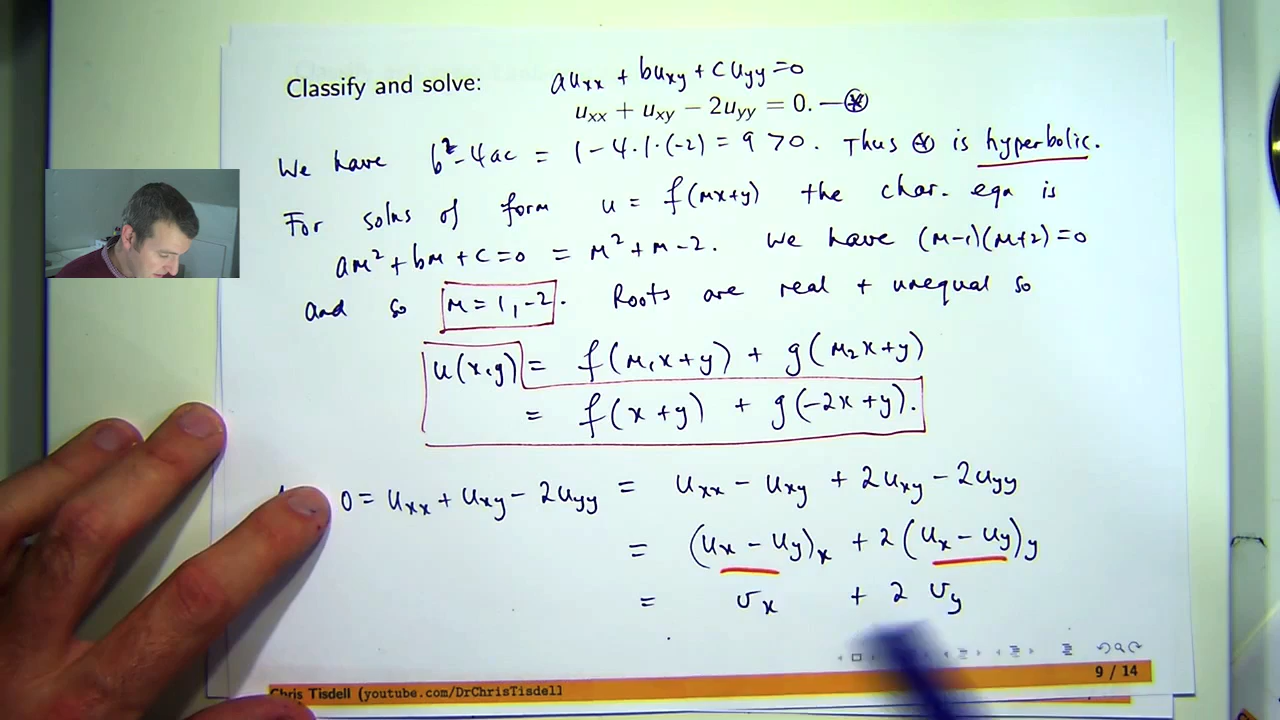 au_xx + bu_xy + cu_yy = 0
Classify and solve:
u_xx + u_xy − 2u_yy = 0. — ⊛
We have b² - 4ac = 1 - 4·1·(-2) = 9 > 0. Thus ⊛ is hyperbolic.
For solns of form u = f(mx+y) the char. eqn is
am² + bm + c = 0 = m² + m - 2. We have (m-1)(m+2) = 0
and so m = 1, -2. Roots are real + unequal so
u(x,y) = f(m₁x + y) + g(m₂x + y)
= f(x + y) + g(-2x + y).
0 = u_xx + u_xy - 2u_yy = u_xx - u_xy + 2u_xy - 2u_yy
= (u_x - u_y)_x + 2(u_x - u_y)_y
= v_x + 2 v_y
9 / 14
Chris Tisdell (youtube.com/DrChrisTisdell